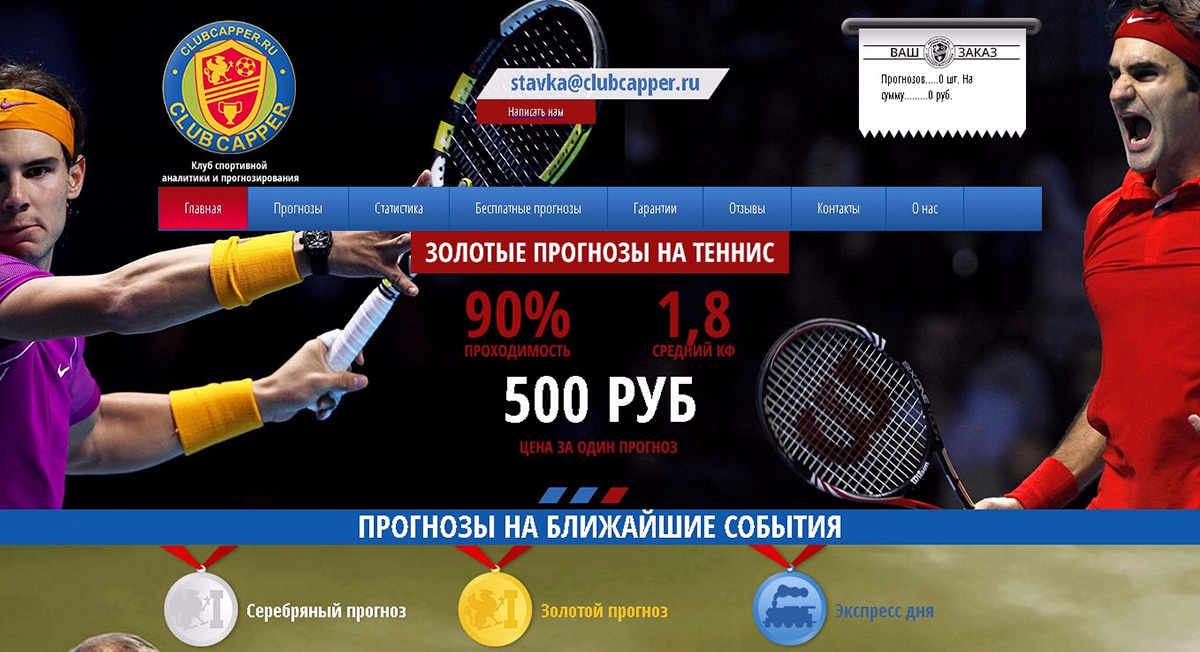 CLUBCAPPER.RU
CLUBCAPPER
Клуб спортивной
аналитики и прогнозирования
stavka@clubcapper.ru
Написать нам
ВАШ ЗАКАЗ
Прогнозов.....0 шт. На
сумму.........0 руб.
Главная Прогнозы Статистика Бесплатные прогнозы Гарантии Отзывы Контакты О нас
ЗОЛОТЫЕ ПРОГНОЗЫ НА ТЕННИС
90% 1,8
ПРОХОДИМОСТЬ СРЕДНИЙ КФ
500 РУБ
ЦЕНА ЗА ОДИН ПРОГНОЗ
Wilson
ПРОГНОЗЫ НА БЛИЖАЙШИЕ СОБЫТИЯ
Серебряный прогноз Золотой прогноз Экспресс дня